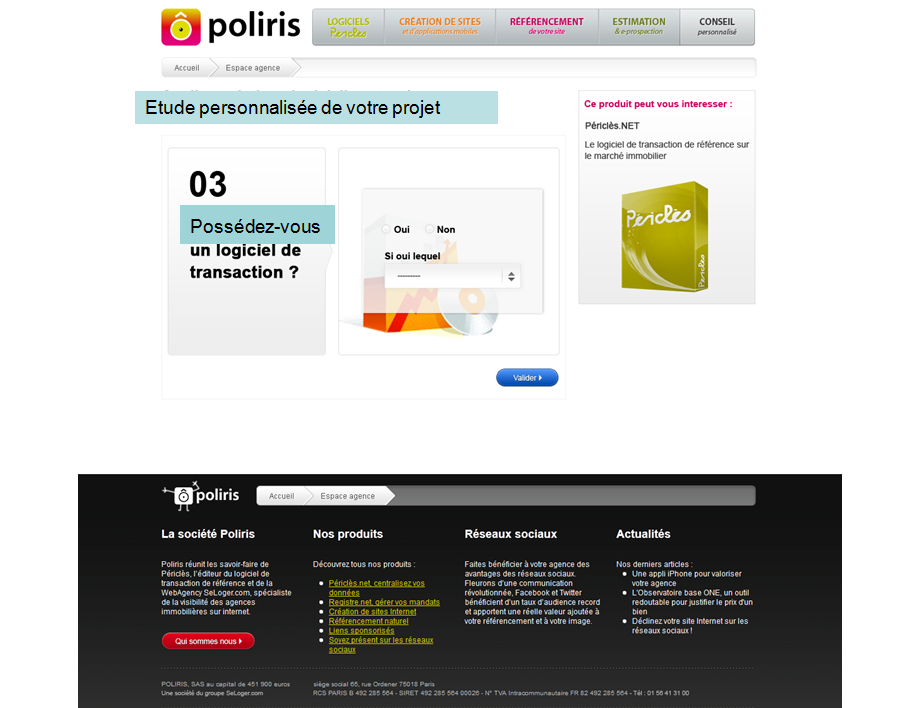 poliris
LOGICIELS
Périclès
CRÉATION DE SITES
et d'applications mobiles
RÉFÉRENCEMENT
de votre site
ESTIMATION
& e-prospection
CONSEIL
personnalisé
Accueil
Espace agence
Etude personnalisée de votre projet
03
Possédez-vous
un logiciel de
transaction ?
Oui
Non
Si oui lequel
---------
Valider
Ce produit peut vous interesser :
Périclès.NET
Le logiciel de transaction de référence sur
le marché immobilier
Périclès
Périclès
poliris
Accueil
Espace agence
La société Poliris
Poliris réunit les savoir-faire de
Périclès, l'éditeur du logiciel de
transaction de référence et de la
WebAgency SeLoger.com, spécialiste
de la visibilité des agences
immobilières sur internet.
Qui sommes nous
Nos produits
Découvrez tous nos produits :
Périclès.net, centralisez vos
données
Registre.net, gérer vos mandats
Création de sites Internet
Référencement naturel
Liens sponsorisés
Soyez présent sur les réseaux
sociaux
Réseaux sociaux
Faites bénéficier à votre agence des
avantages des réseaux sociaux.
Fleurons d'une communication
révolutionnée, Facebook et Twitter
bénéficient d'un taux d'audience record
et apportent une réelle valeur ajoutée à
votre référencement et à votre image.
Actualités
Nos derniers articles :
Une appli iPhone pour valoriser
votre agence
L'Observatoire base ONE, un outil
redoutable pour justifier le prix d'un
bien
Déclinez votre site Internet sur les
réseaux sociaux !
POLIRIS, SAS au capital de 451 900 euros
Une société du groupe SeLoger.com
siège social 65, rue Ordener 75018 Paris
RCS PARIS B 492 285 564 - SIRET 492 285 564 00026 - N° TVA Intracommunautaire FR 82 492 285 564 - Tél : 01 56 41 31 00